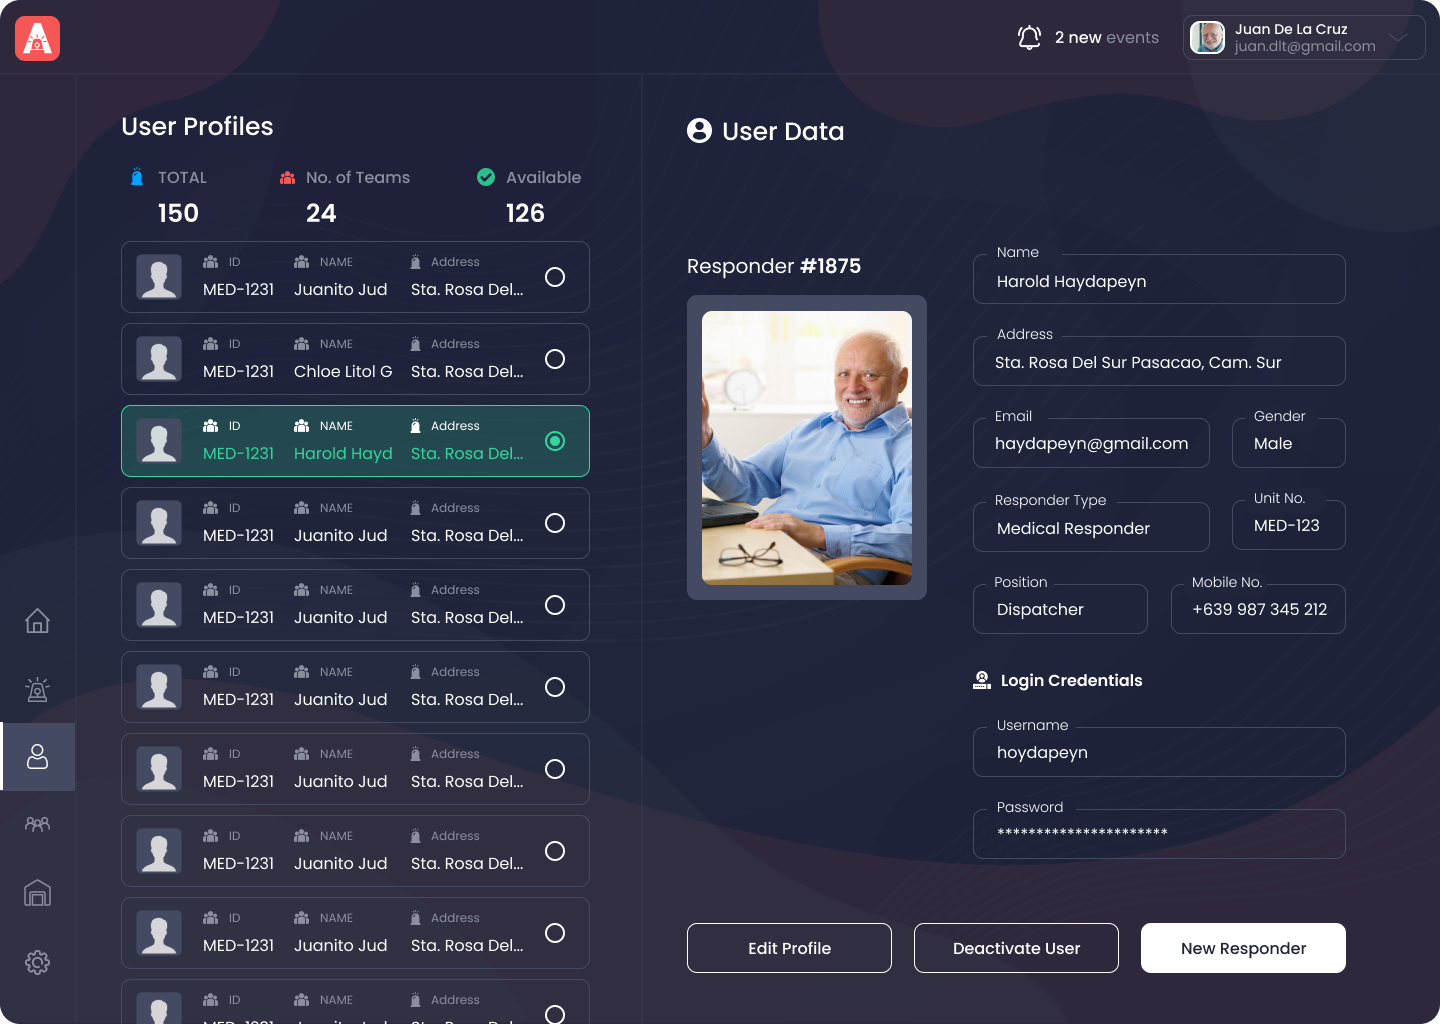 A
2 new events
Juan De La Cruz
juan.dlt@gmail.com
User Profiles
TOTAL
150
No. of Teams
24
Available
126
ID NAME Address
MED-1231 Juanito Jud Sta. Rosa Del...
ID NAME Address
MED-1231 Chloe Litol G Sta. Rosa Del...
ID NAME Address
MED-1231 Harold Hayd Sta. Rosa Del...
ID NAME Address
MED-1231 Juanito Jud Sta. Rosa Del...
ID NAME Address
MED-1231 Juanito Jud Sta. Rosa Del...
ID NAME Address
MED-1231 Juanito Jud Sta. Rosa Del...
ID NAME Address
MED-1231 Juanito Jud Sta. Rosa Del...
ID NAME Address
MED-1231 Juanito Jud Sta. Rosa Del...
ID NAME Address
MED-1231 Juanito Jud Sta. Rosa Del...
ID NAME Address
User Data
Responder #1875
Name
Harold Haydapeyn
Address
Sta. Rosa Del Sur Pasacao, Cam. Sur
Email
haydapeyn@gmail.com
Gender
Male
Responder Type
Medical Responder
Unit No.
MED-123
Position
Dispatcher
Mobile No.
+639 987 345 212
Login Credentials
Username
hoydapeyn
Password
**********************
Edit Profile
Deactivate User
New Responder